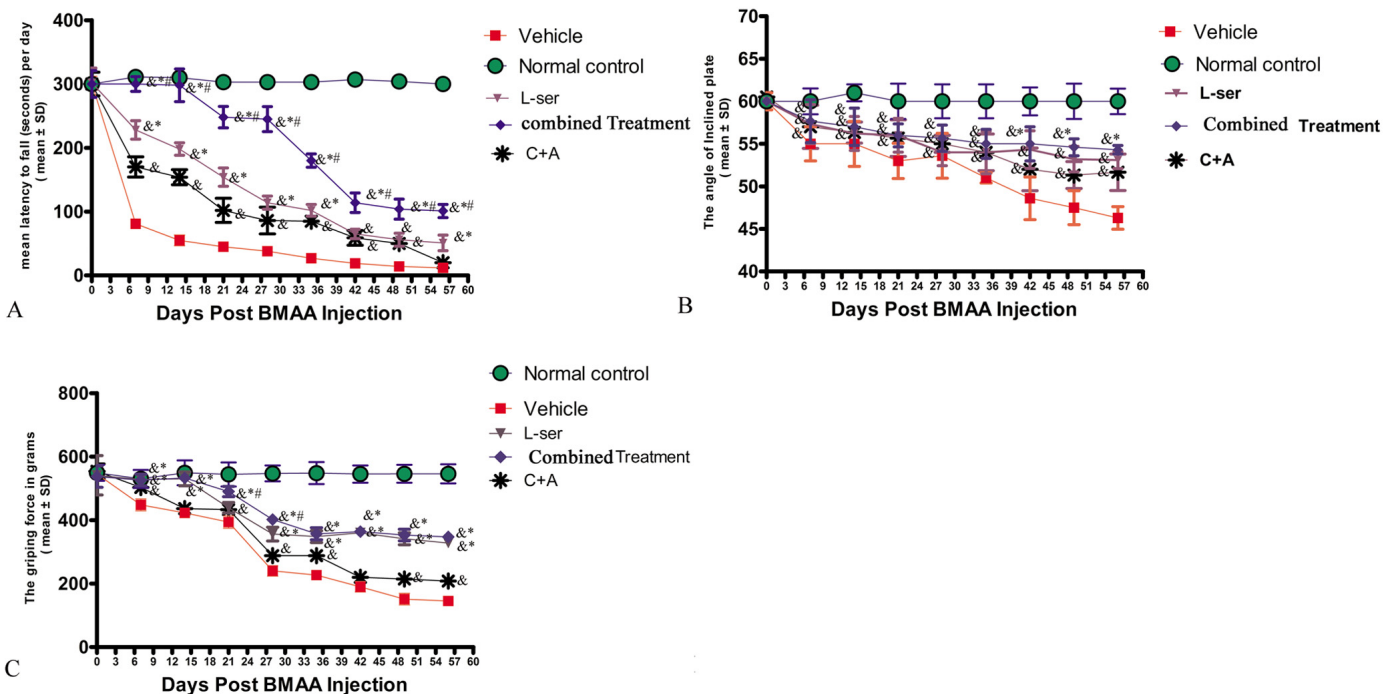 400
300
200
100
0
mean latency to fall (seconds) per day
( mean ± SD)
0 3 6 9 12 15 18 21 24 27 30 33 36 39 42 45 48 51 54 57 60
Days Post BMAA Injection
A
Vehicle
Normal control
L-ser
combined Treatment
C+A
&*# &*# &*# &*# &*# &*# &*# &*#
&* &* &* &* &* & & &*
& & & & & & &
B
70
65
60
55
50
45
40
The angle of Inclined plate
( mean ± SD)
0 3 6 9 12 15 18 21 24 27 30 33 36 39 42 45 48 51 54 57 60
Days Post BMAA Injection
Vehicle
Normal control
L-ser
Combined Treatment
C+A
& & & & & & &* &* &*
& & & & & & & & &
C
800
600
400
200
0
The griping force in grams
( mean ± SD)
0 3 6 9 12 15 18 21 24 27 30 33 36 39 42 45 48 51 54 57 60
Days Post BMAA Injection
Normal control
Vehicle
L-ser
Combined Treatment
C+A
&* &* &*# &*# &* &* &* &*
&* &* & &* &* &* &* &*
& & & & &